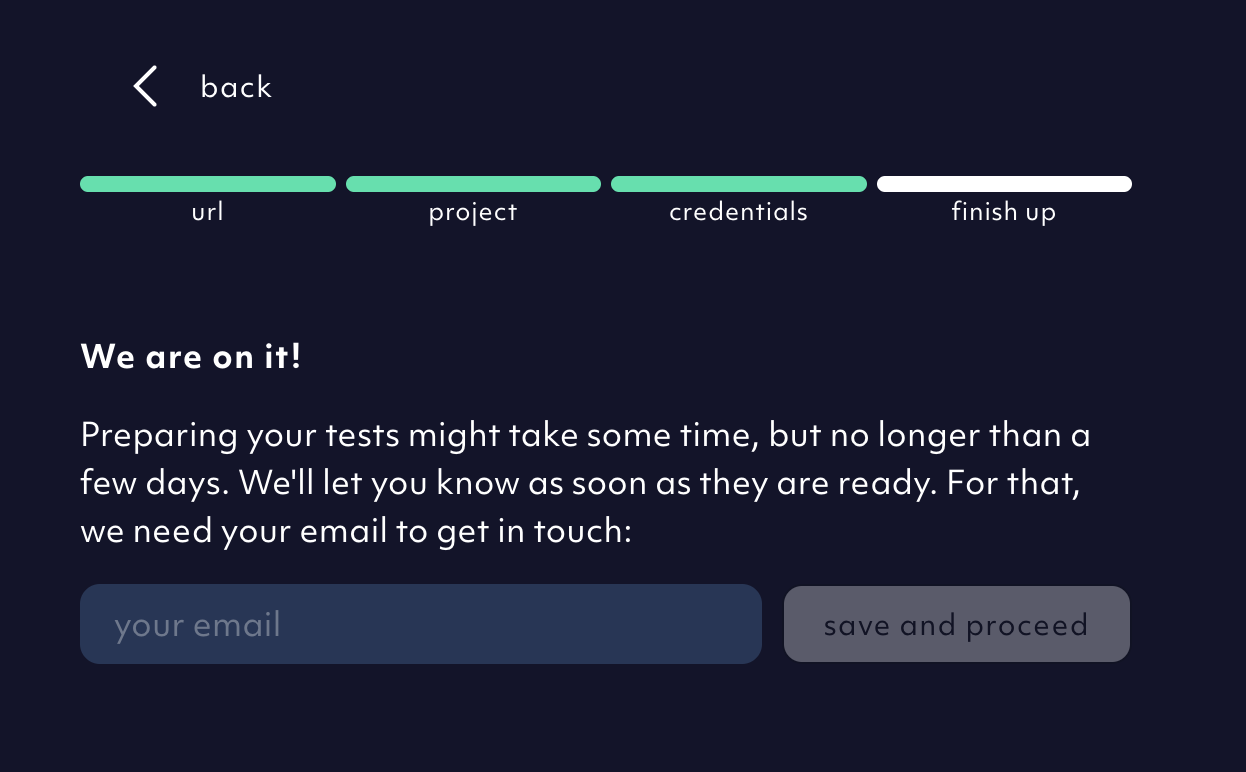 back
url
project
credentials
finish up
We are on it!
Preparing your tests might take some time, but no longer than a
few days. We'll let you know as soon as they are ready. For that,
we need your email to get in touch:
your email
save and proceed